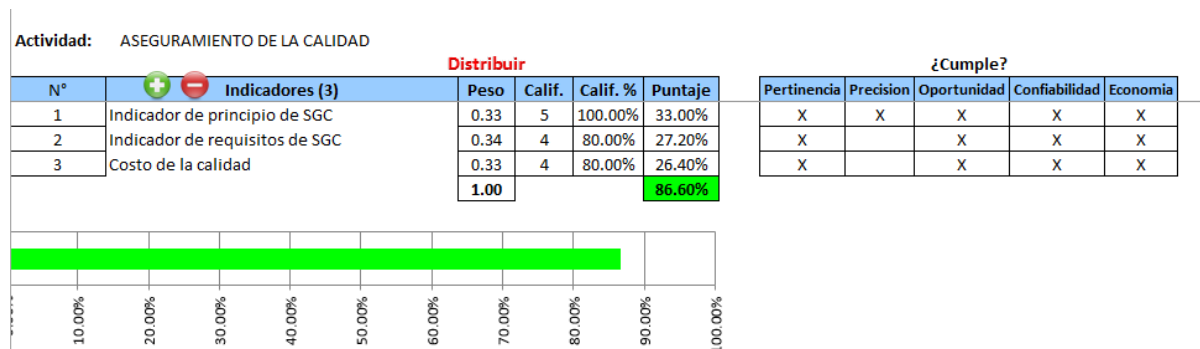 Actividad: ASEGURAMIENTO DE LA CALIDAD
Distribuir ¿Cumple?
N° Indicadores (3) Peso Calif. Calif. % Puntaje Pertinencia Precision Oportunidad Confiabilidad Economia
1 Indicador de principio de SGC 0.33 5 100.00% 33.00% X X X X X
2 Indicador de requisitos de SGC 0.34 4 80.00% 27.20% X X X X
3 Costo de la calidad 0.33 4 80.00% 26.40% X X X X
1.00 86.60%
10.00% 20.00% 30.00% 40.00% 50.00% 60.00% 70.00% 80.00% 90.00% 00.00%